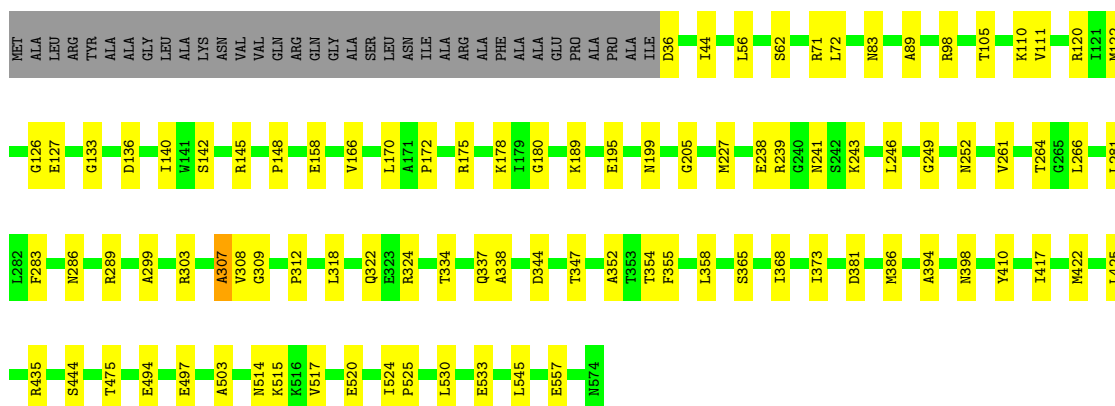 MET ALA LEU ARG TYR ALA ALA GLY LEU ALA LYS ASN VAL VAL GLN ARG GLN GLY ALA SER LEU ASN ILE ALA ARG ALA PHE ALA ALA GLU PRO ALA PRO ALA ILE D36 I44 L56 S62 R71 L72 N83 A89 R98 T105 K110 V111 R120 I121 M122
G126 E127 G133 D136 I140 W141 S142 R145 P148 E158 V166 L170 A171 P172 R175 K178 I179 G180 K189 E195 N199 G205 M227 E238 R239 G240 N241 S242 K243 L246 G249 N252 V261 T264 G265 L266 L281
L282 F283 N286 R289 A299 R303 A307 V308 G309 P312 L318 Q322 E323 R324 T334 Q337 A338 D344 T347 A352 T353 T354 F355 L358 S365 I368 I373 D381 M386 A394 N398 Y410 I417 M422 L425
R435 S444 T475 E494 E497 A503 N514 K515 K516 V517 E520 I524 P525 L530 E533 L545 E557 N574